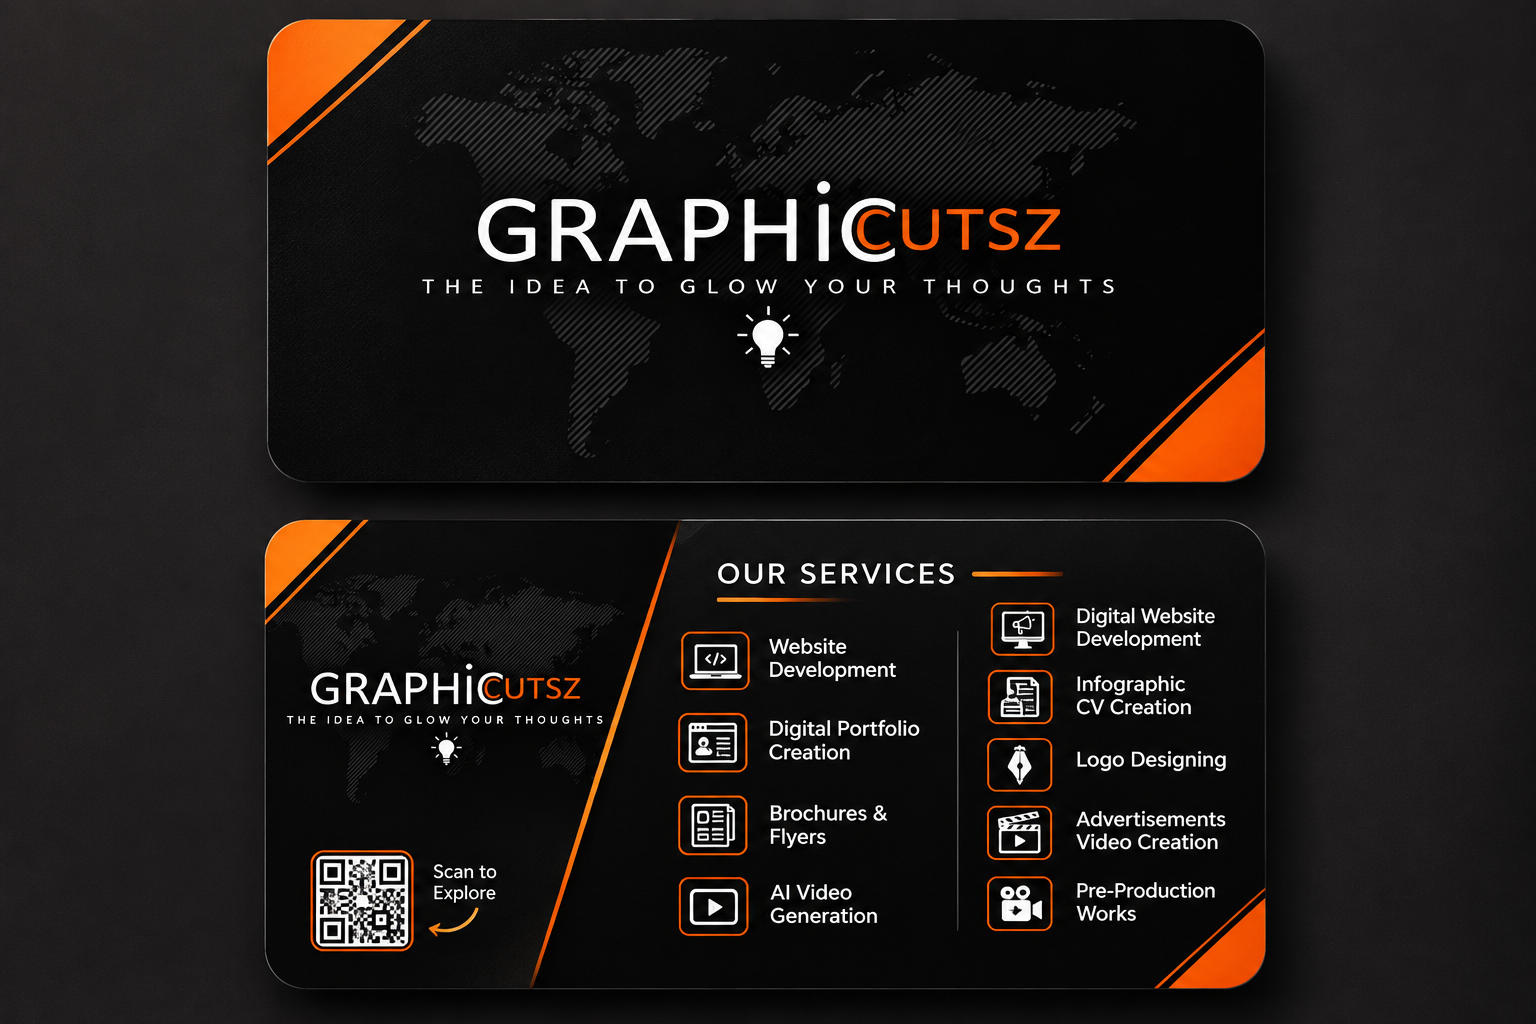 GRAPHiCCUTSZ
THE IDEA TO GLOW YOUR THOUGHTS
GRAPHiCCUTSZ
THE IDEA TO GLOW YOUR THOUGHTS
Scan to
Explore
OUR SERVICES
Website
Development
Digital Portfolio
Creation
Brochures &
Flyers
AI Video
Generation
Digital Website
Development
Infographic
CV Creation
Logo Designing
Advertisements
Video Creation
Pre-Production
Works